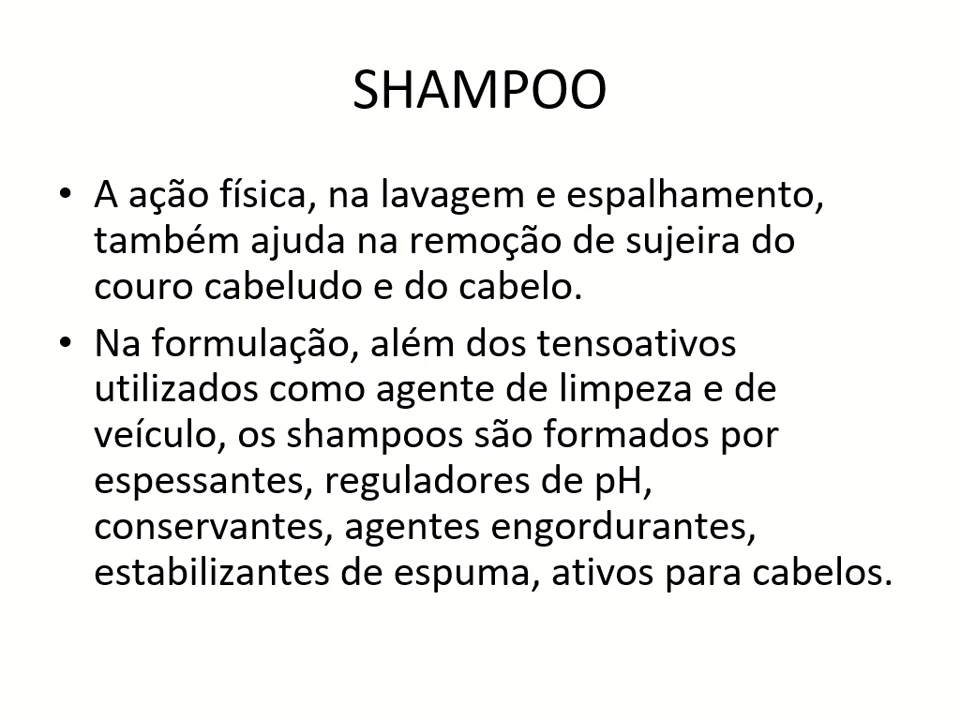 SHAMPOO
• A ação física, na lavagem e espalhamento,
também ajuda na remoção de sujeira do
couro cabeludo e do cabelo.
• Na formulação, além dos tensoativos
utilizados como agente de limpeza e de
veículo, os shampoos são formados por
espessantes, reguladores de pH,
conservantes, agentes engordurantes,
estabilizantes de espuma, ativos para cabelos.